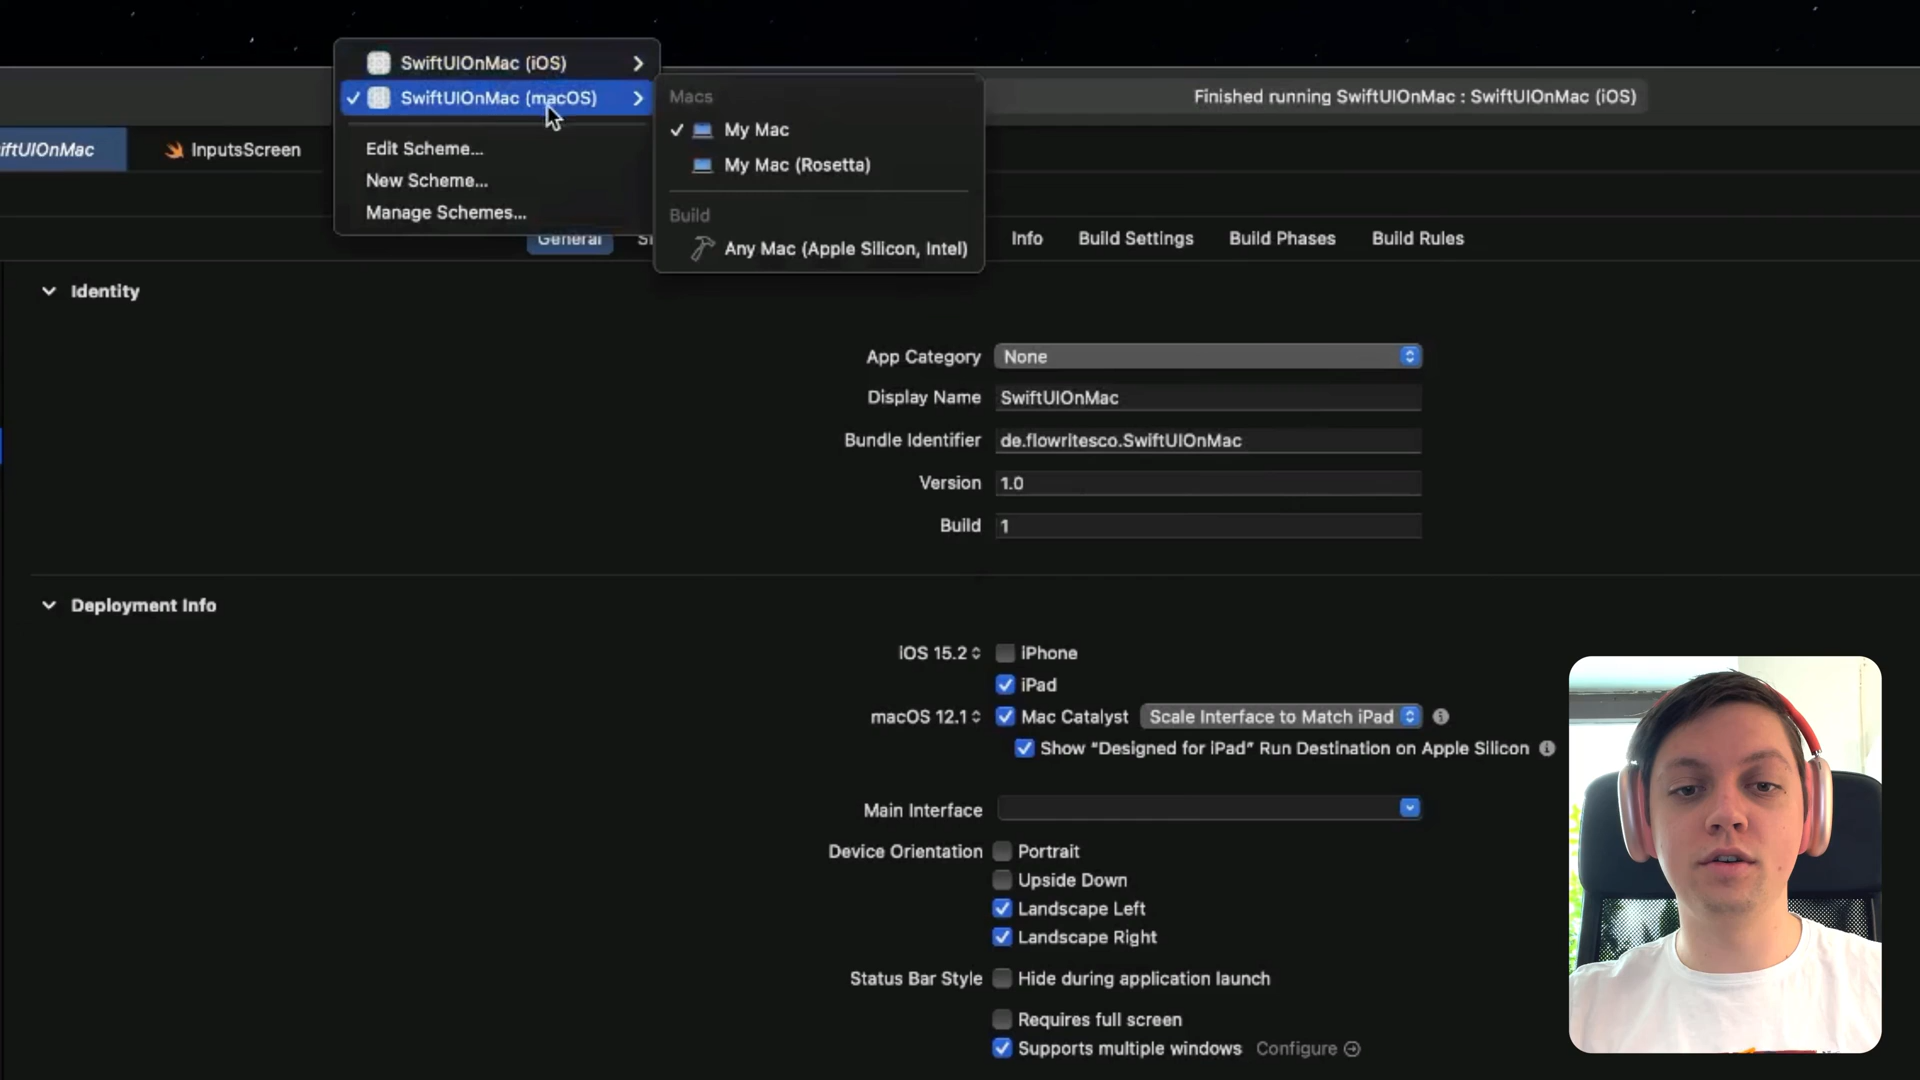 SwiftUIOnMac (iOS)
SwiftUIOnMac (macOS)
Edit Scheme...
New Scheme...
Manage Schemes...
Macs
My Mac
My Mac (Rosetta)
Build
Any Mac (Apple Silicon, Intel)
Finished running SwiftUIOnMac : SwiftUIOnMac (iOS)
iftUIOnMac
InputsScreen
General
Info
Build Settings
Build Phases
Build Rules
Identity
App Category
None
Display Name
SwiftUIOnMac
Bundle Identifier
de.flowritesco.SwiftUIOnMac
Version
1.0
Build
1
Deployment Info
iOS 15.2
iPhone
iPad
macOS 12.1
Mac Catalyst
Scale Interface to Match iPad
Show “Designed for iPad” Run Destination on Apple Silicon
Main Interface
Device Orientation
Portrait
Upside Down
Landscape Left
Landscape Right
Status Bar Style
Hide during application launch
Requires full screen
Supports multiple windows
Configure